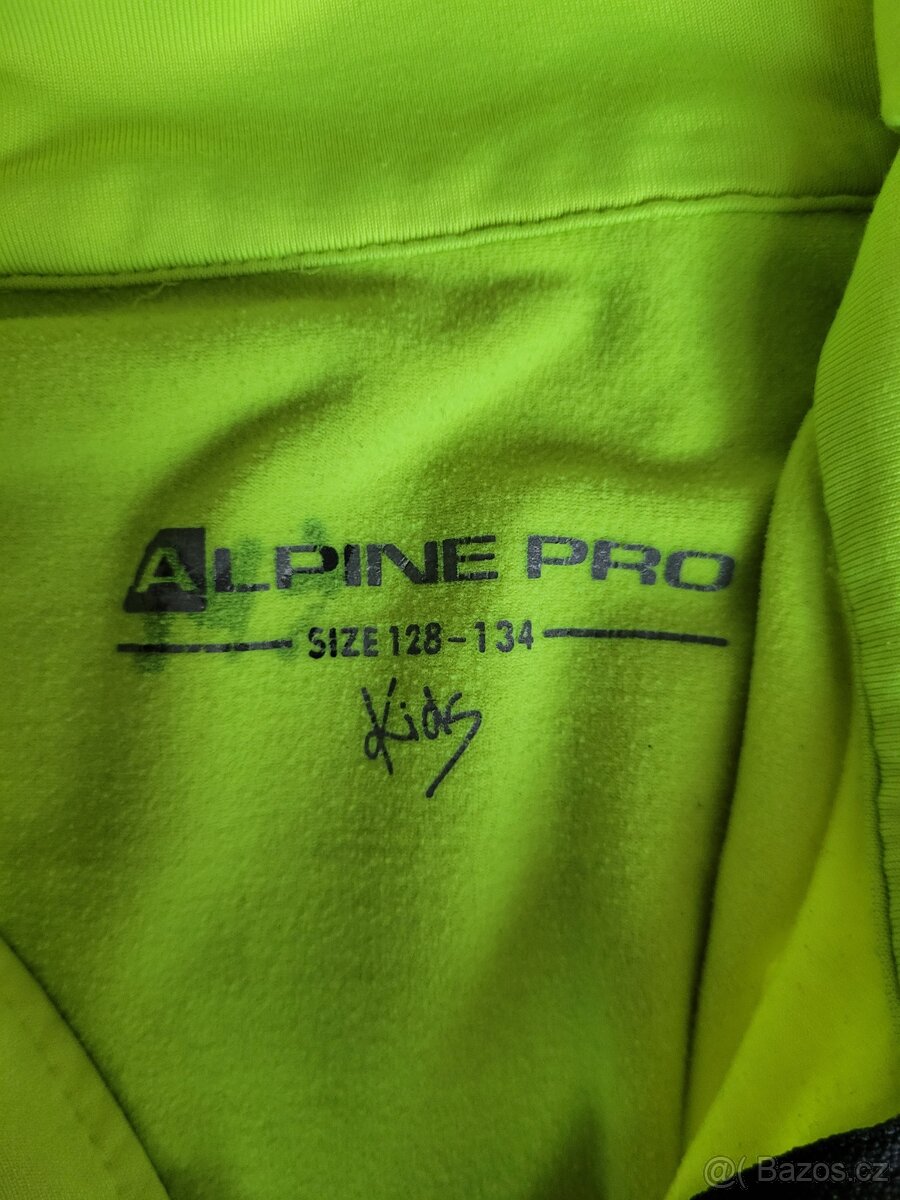 ALPINE PRO
SIZE 128-134
Kids
@( Bazos.cz